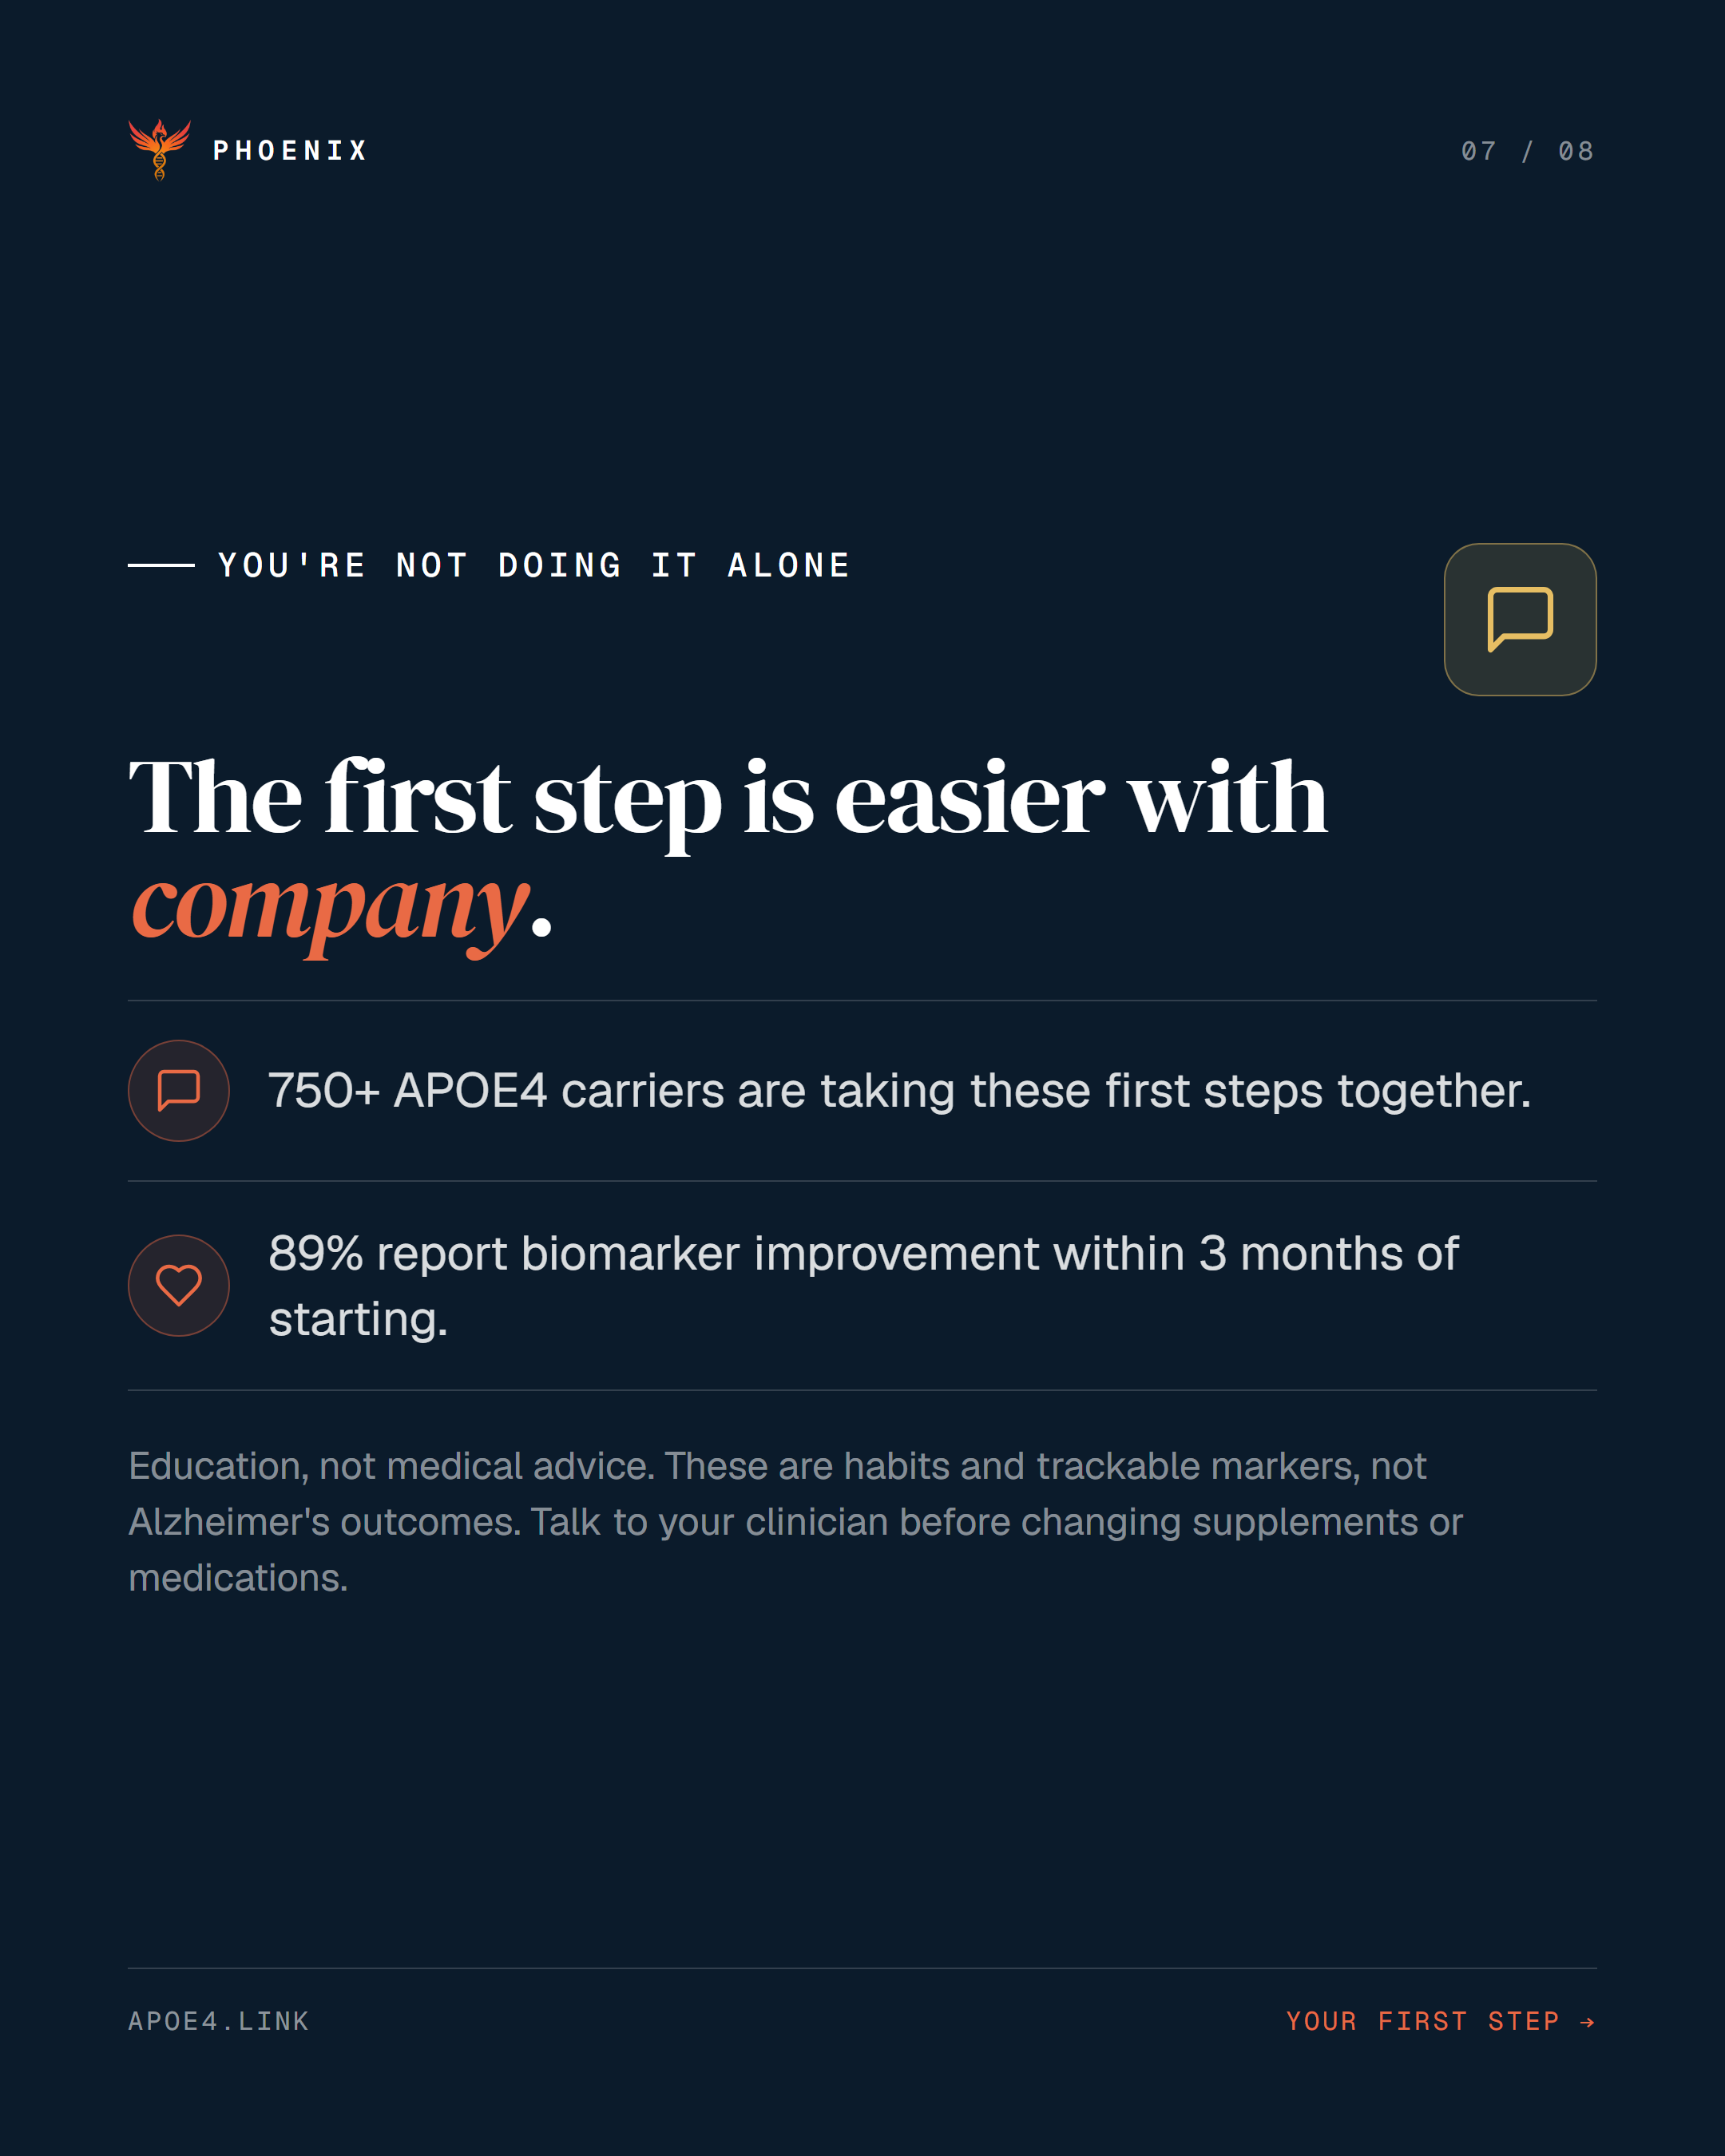 PHOENIX
07 / 08
YOU'RE NOT DOING IT ALONE
The first step is easier with
company.
750+ APOE4 carriers are taking these first steps together.
89% report biomarker improvement within 3 months of
starting.
Education, not medical advice. These are habits and trackable markers, not
Alzheimer's outcomes. Talk to your clinician before changing supplements or
medications.
APOE4.LINK
YOUR FIRST STEP →